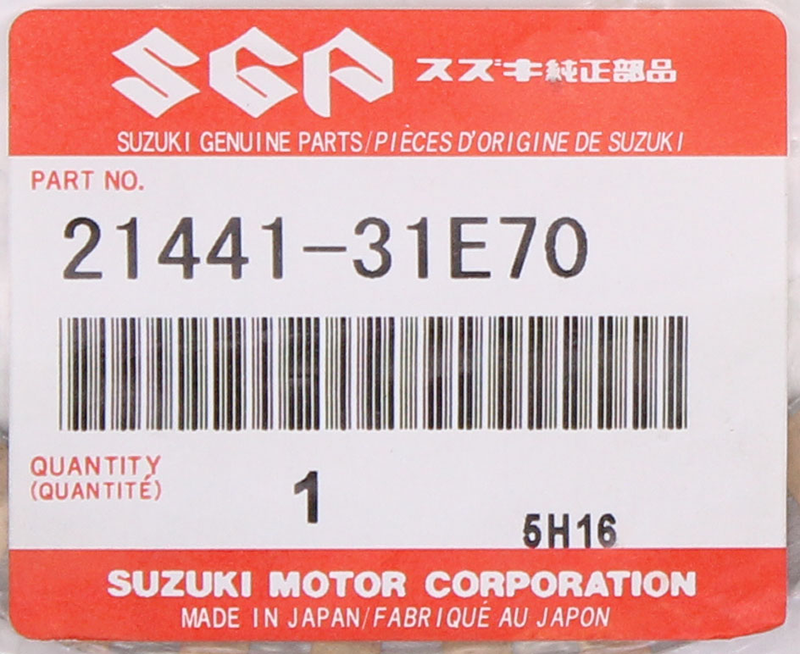 SGP スズキ純正部品
SUZUKI GENUINE PARTS/PIÈCES D'ORIGINE DE SUZUKI
PART NO.
21441-31E70
QUANTITY
(QUANTITÉ)
1
5H16
SUZUKI MOTOR CORPORATION
MADE IN JAPAN/FABRIQUÉ AU JAPON